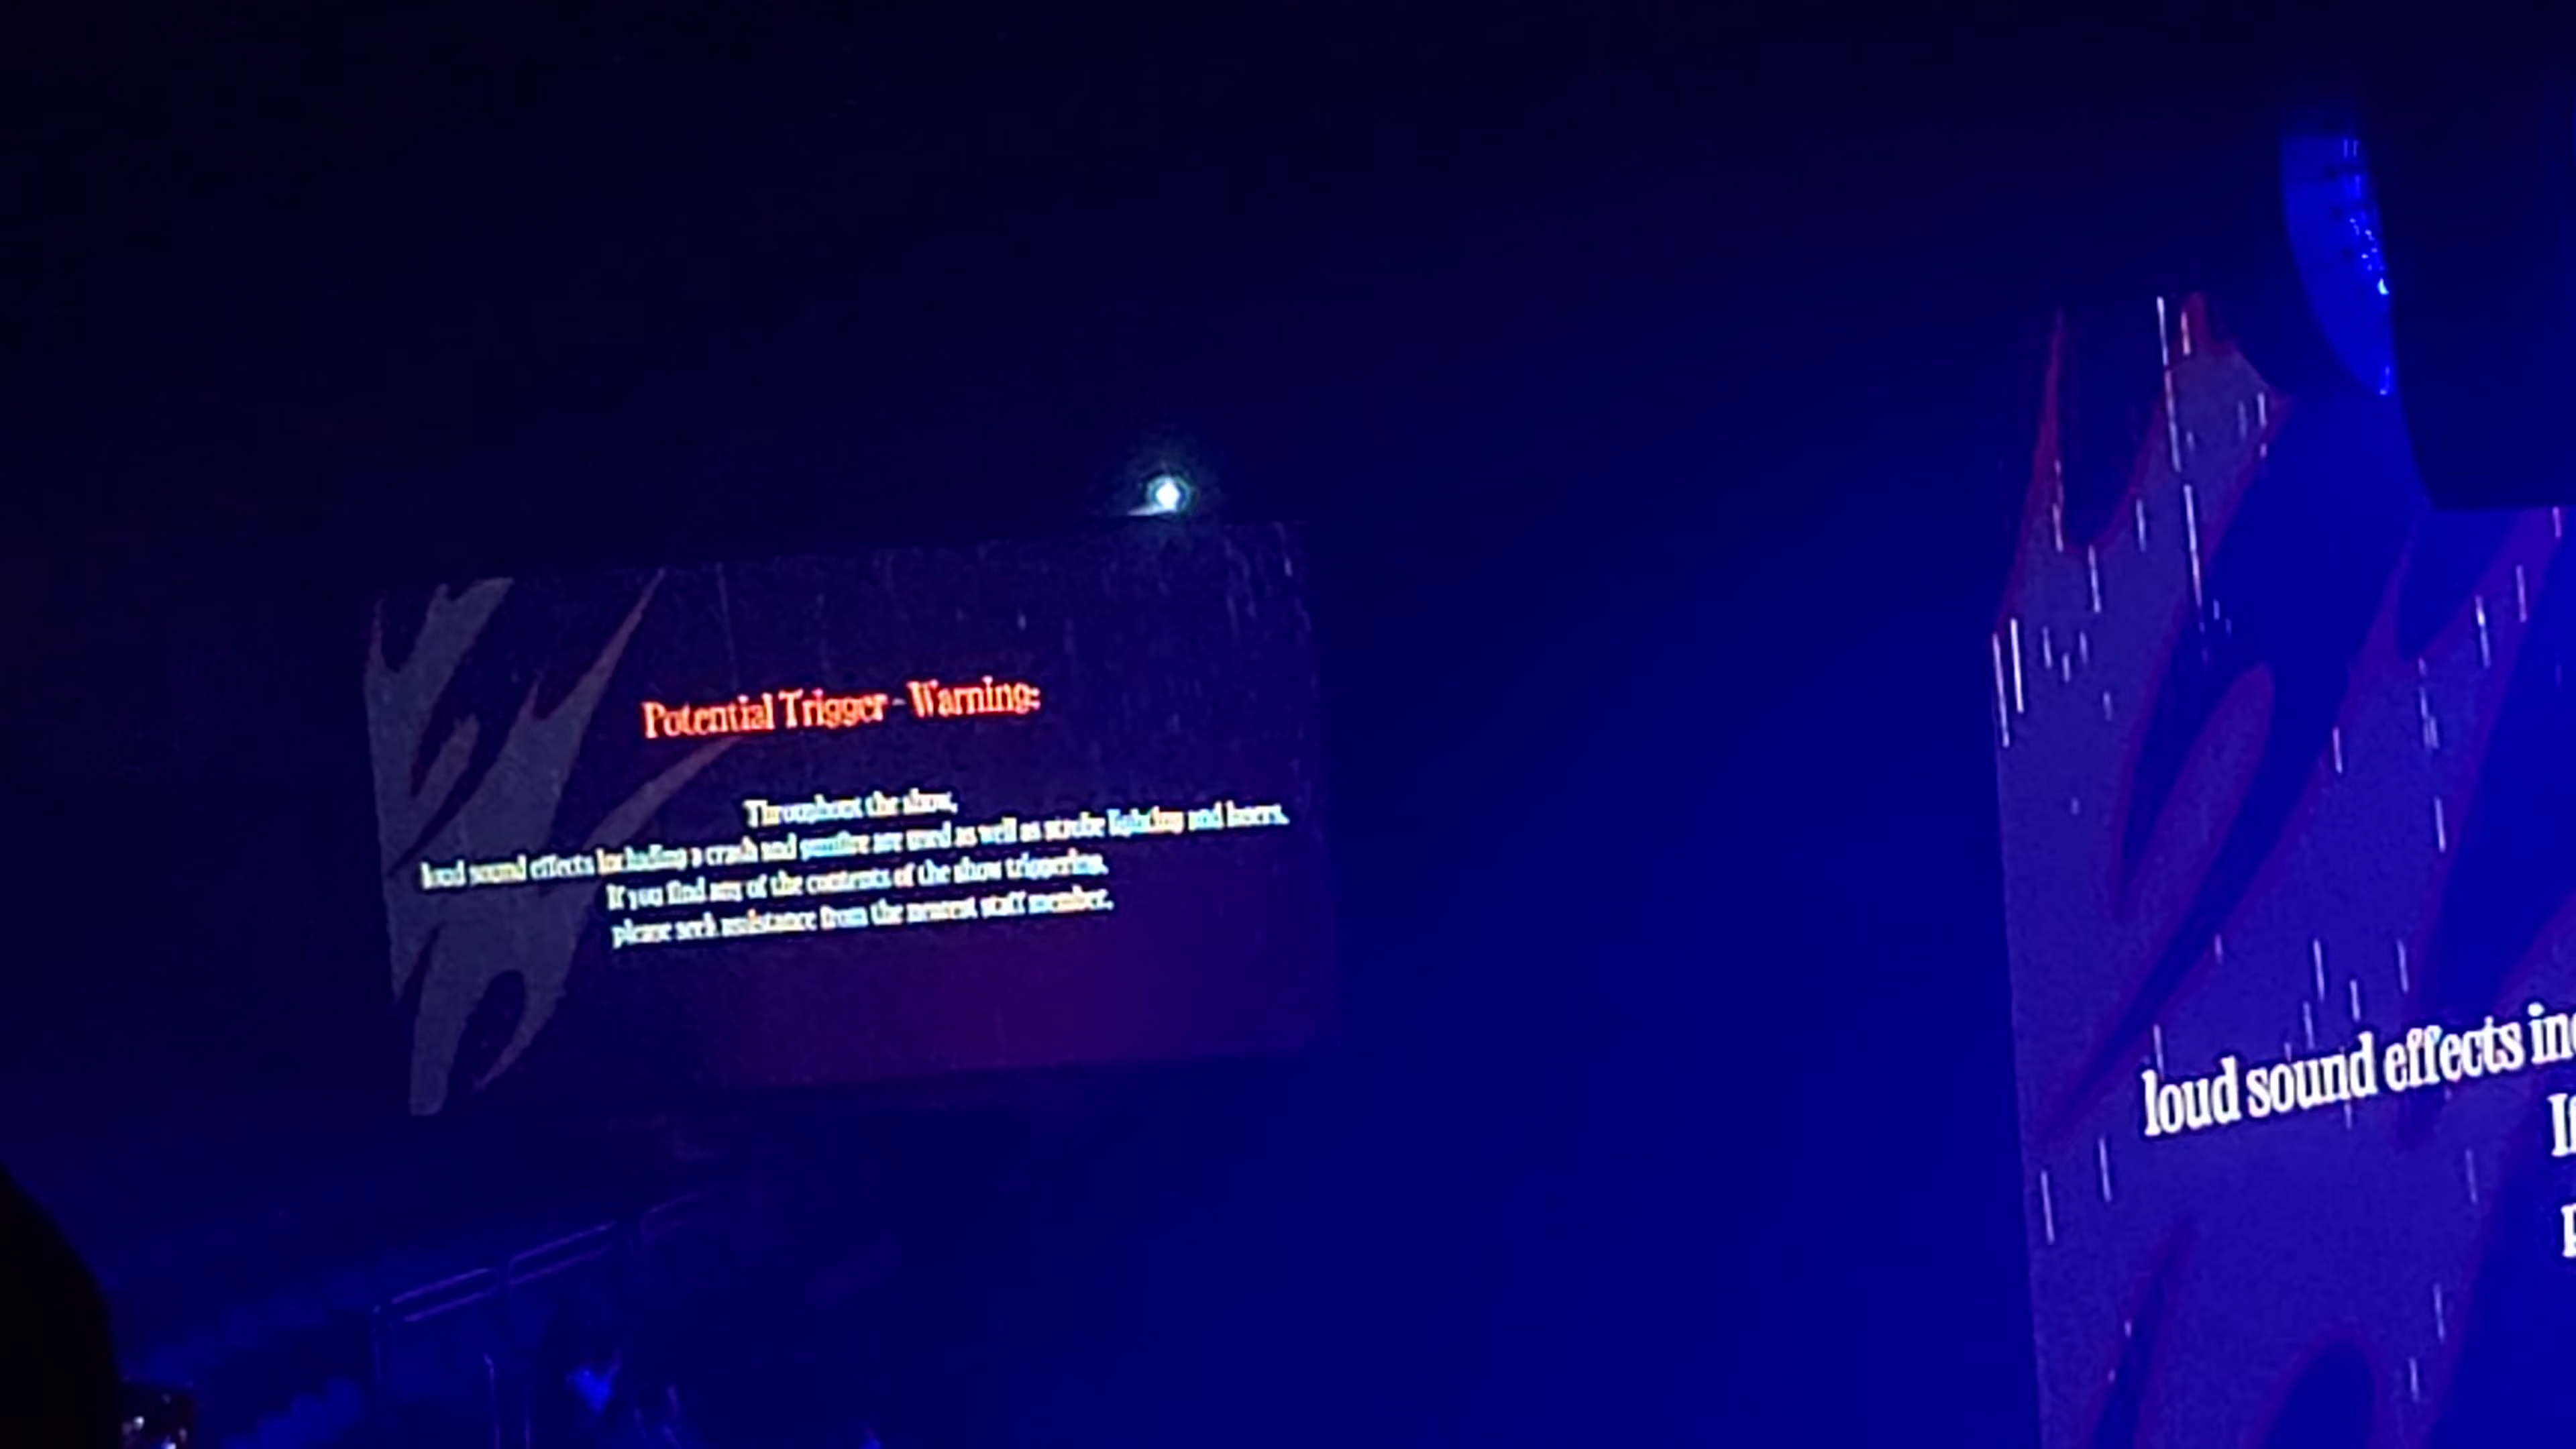 Potential Trigger - Warning:
Throughout the show,
loud sound effects including a crash and gunfire are used as well as strobe lighting and lasers.
If you find any of the contents of the show triggering,
please seek assistance from the nearest staff member.
loud sound effects inc
If
p